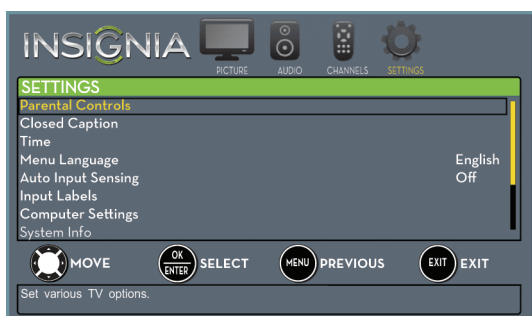 INSIGNIA
PICTURE AUDIO CHANNELS SETTINGS
SETTINGS
Parental Controls
Closed Caption
Time
Menu Language English
Auto Input Sensing Off
Input Labels
Computer Settings
System Info
MOVE OK ENTER SELECT MENU PREVIOUS EXIT EXIT
Set various TV options.